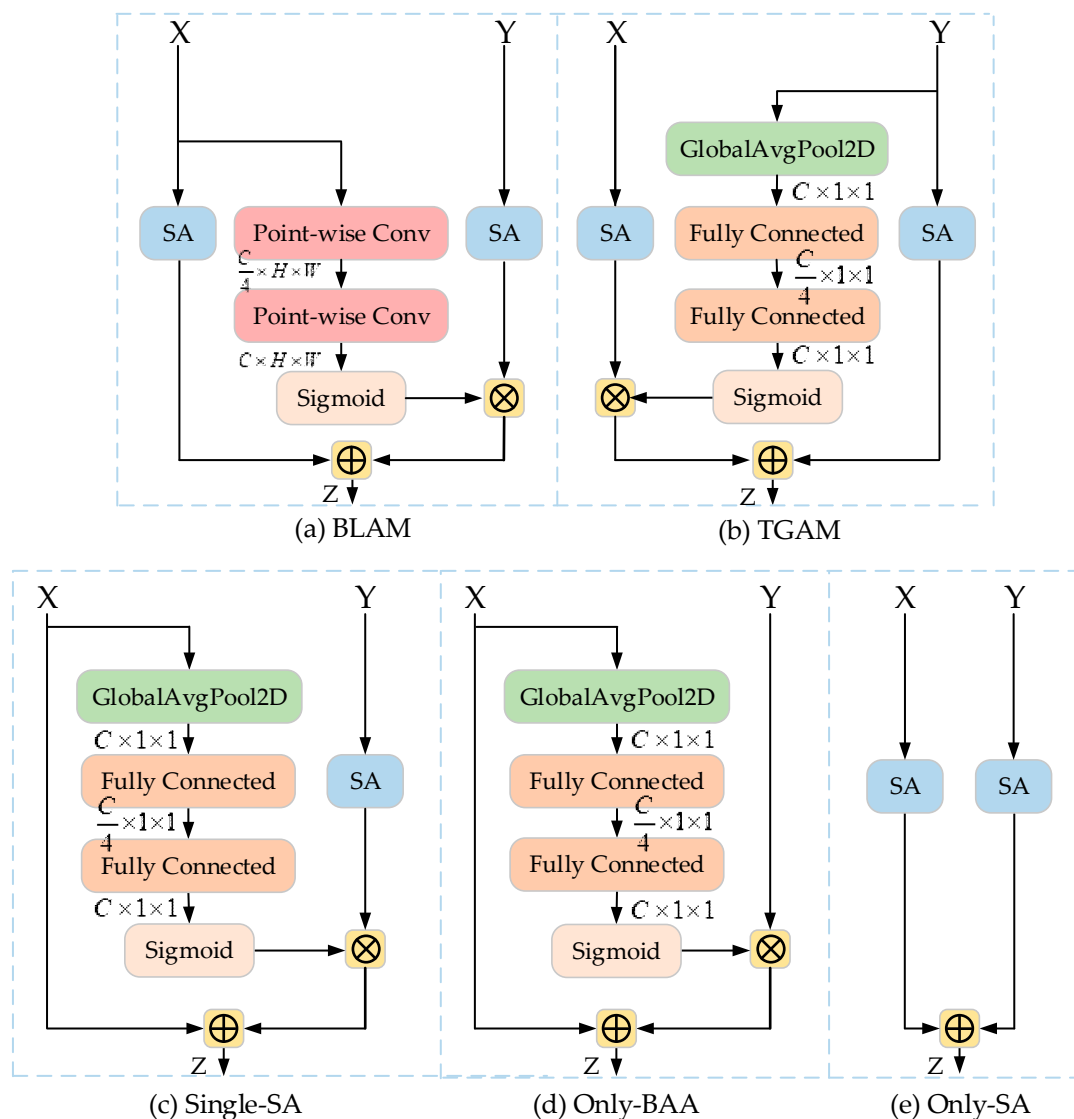 X
Y
SA
Point-wise Conv
SA
C/4 × H × W
Point-wise Conv
C × H × W
Sigmoid
⊗
⊕
Z
(a) BLAM
X
Y
GlobalAvgPool2D
C × 1 × 1
SA
Fully Connected
SA
C/4 × 1 × 1
Fully Connected
C × 1 × 1
⊗
Sigmoid
⊕
Z
(b) TGAM
X
Y
GlobalAvgPool2D
C × 1 × 1
Fully Connected
SA
C/4 × 1 × 1
Fully Connected
C × 1 × 1
Sigmoid
⊗
⊕
Z
(c) Single-SA
X
Y
GlobalAvgPool2D
C × 1 × 1
Fully Connected
C/4 × 1 × 1
Fully Connected
C × 1 × 1
Sigmoid
⊗
⊕
Z
(d) Only-BAA
X
Y
SA
SA
⊕
Z
(e) Only-SA